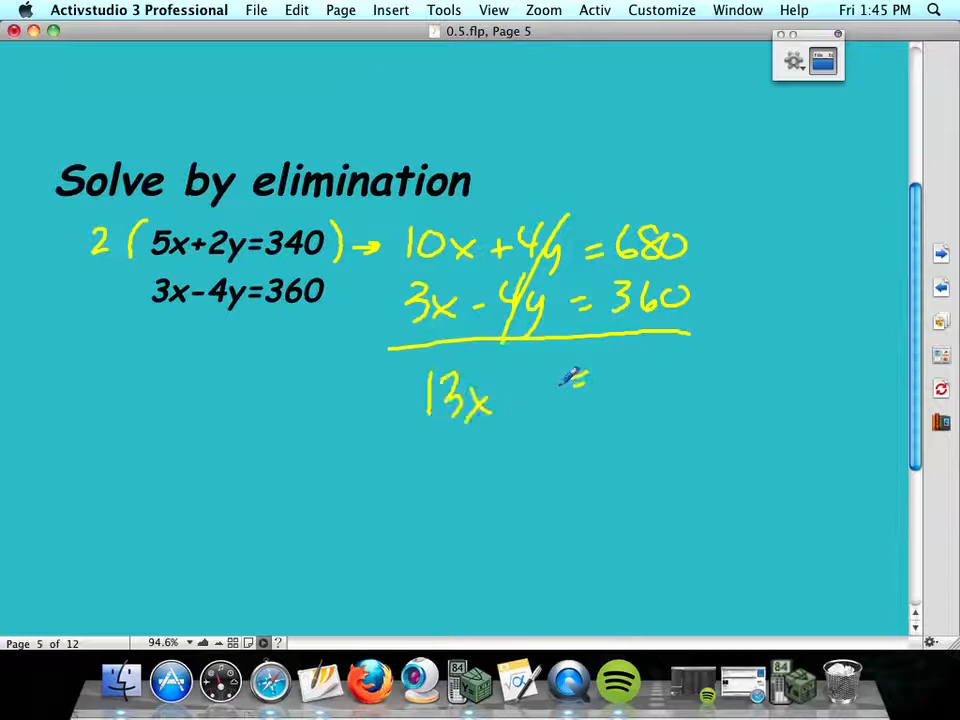 Activstudio 3 Professional File Edit Page Insert Tools View Zoom Activ Customize Window Help Fri 1:45 PM
0.5.flp, Page 5
Solve by elimination
2 ( 5x+2y=340 ) → 10x + 4y = 680
3x-4y=360 3x - 4y = 360
13x =
Page 5 of 12 94.6% ?